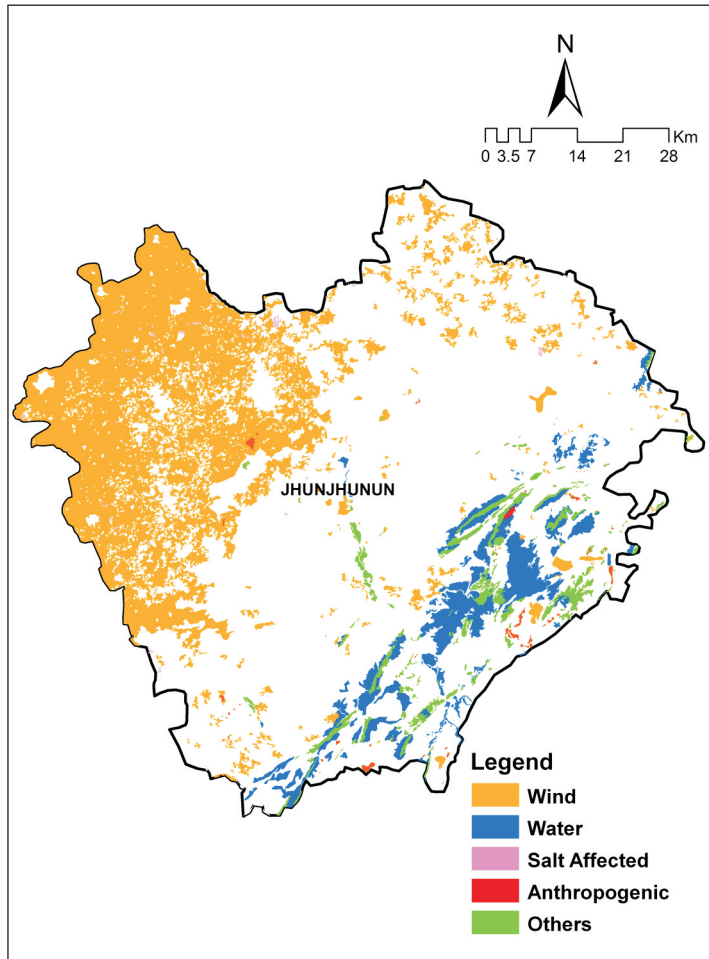 N
Km
0 3.5 7 14 21 28
JHUNJHUNUN
Legend
Wind
Water
Salt Affected
Anthropogenic
Others